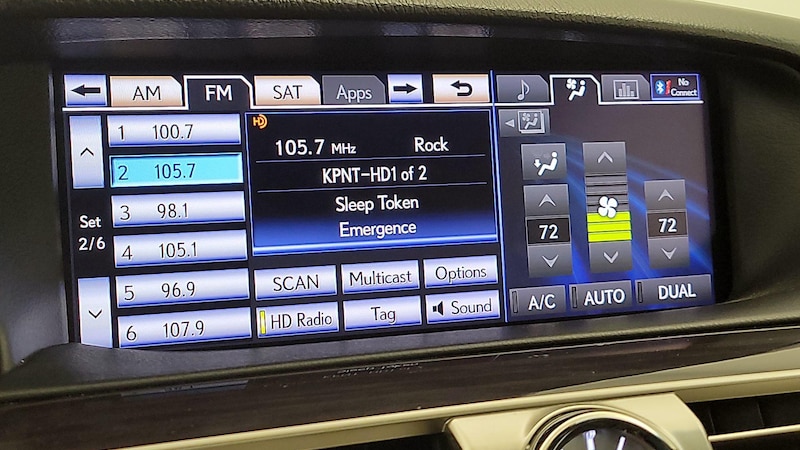 AM FM SAT Apps
No Connect
1 100.7
2 105.7
3 98.1
4 105.1
5 96.9
6 107.9
Set
2/6
HD
105.7 MHz Rock
KPNT-HD1 of 2
Sleep Token
Emergence
SCAN Multicast Options
HD Radio Tag Sound
72 72
A/C AUTO DUAL